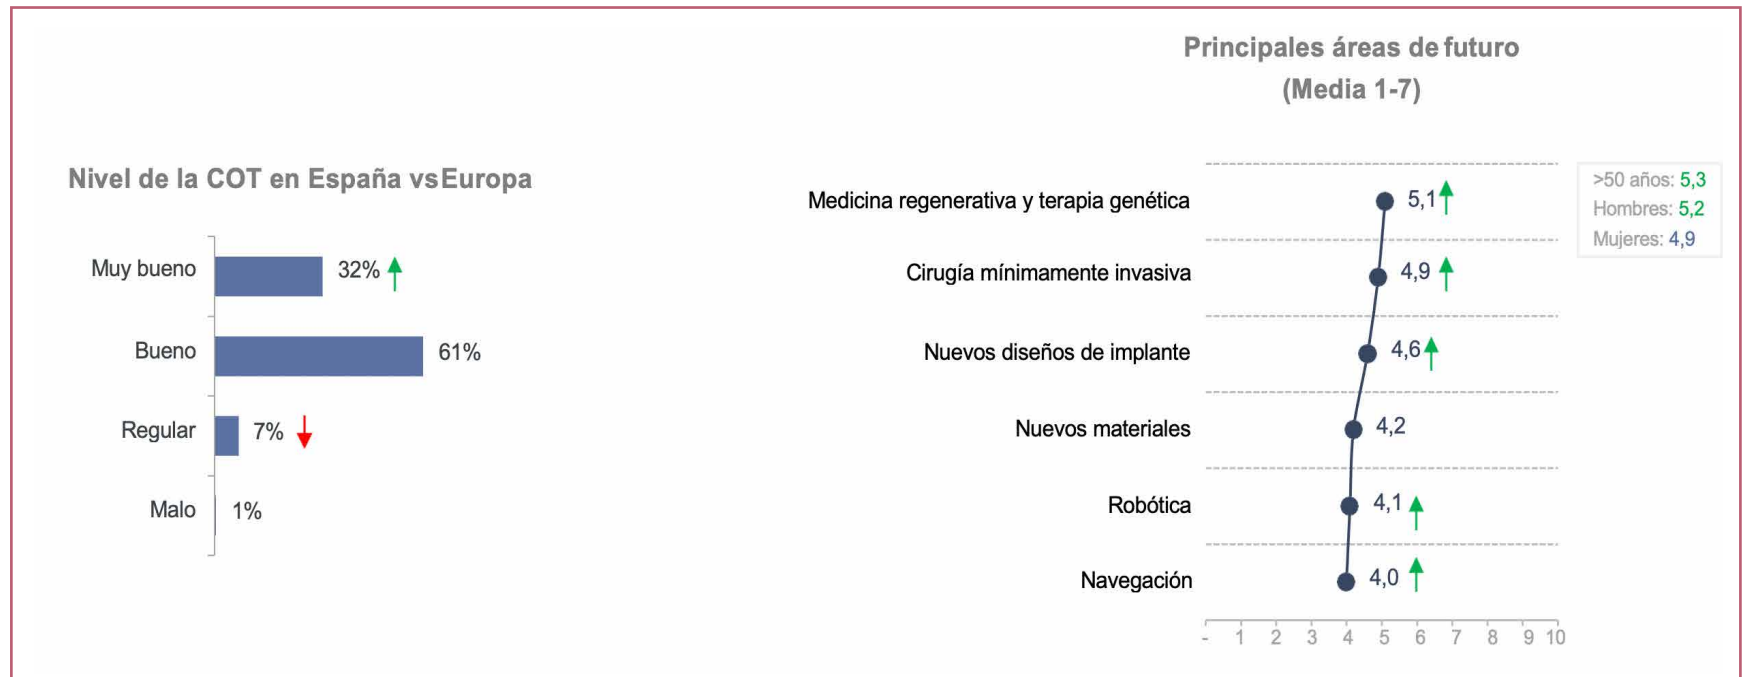 Nivel de la COT en España vs Europa
Muy bueno 32%
Bueno 61%
Regular 7%
Malo 1%
Principales áreas de futuro
(Media 1-7)
Medicina regenerativa y terapia genética 5,1
Cirugía mínimamente invasiva 4,9
Nuevos diseños de implante 4,6
Nuevos materiales 4,2
Robótica 4,1
Navegación 4,0
- 1 2 3 4 5 6 7 8 9 10
>50 años: 5,3
Hombres: 5,2
Mujeres: 4,9